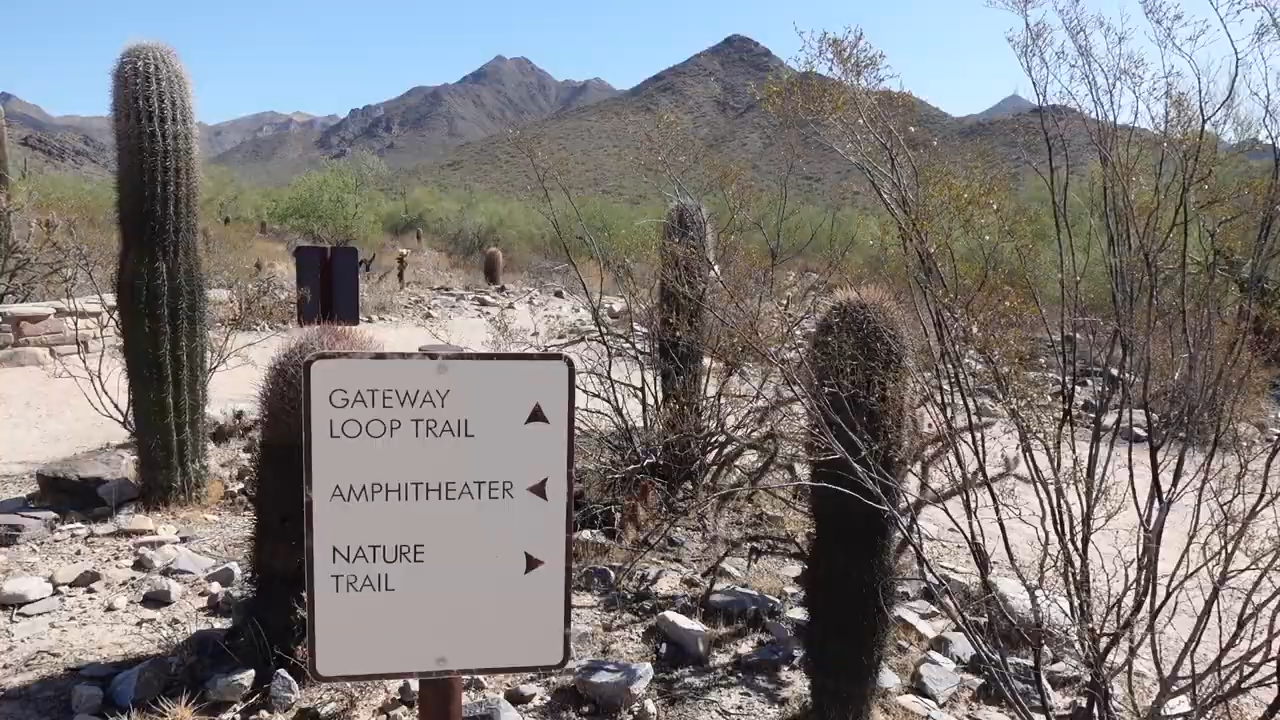 GATEWAY
LOOP TRAIL
AMPHITHEATER
NATURE
TRAIL